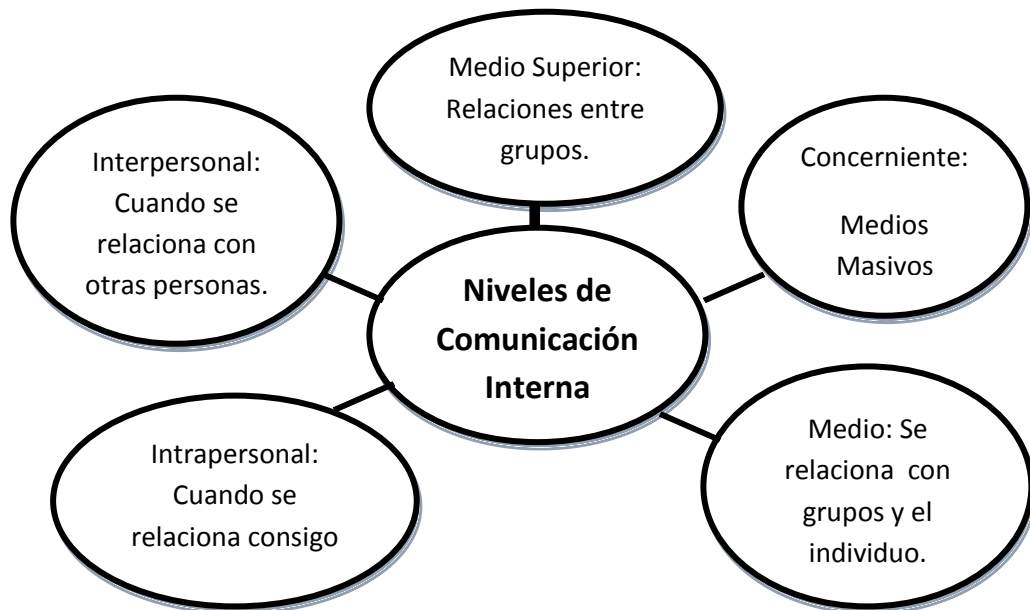 Medio Superior:
Relaciones entre
grupos.
Interpersonal:
Cuando se
relaciona con
otras personas.
Concerniente:
Medios
Masivos
Niveles de
Comunicación
Interna
Intrapersonal:
Cuando se
relaciona consigo
Medio: Se
relaciona con
grupos y el
individuo.